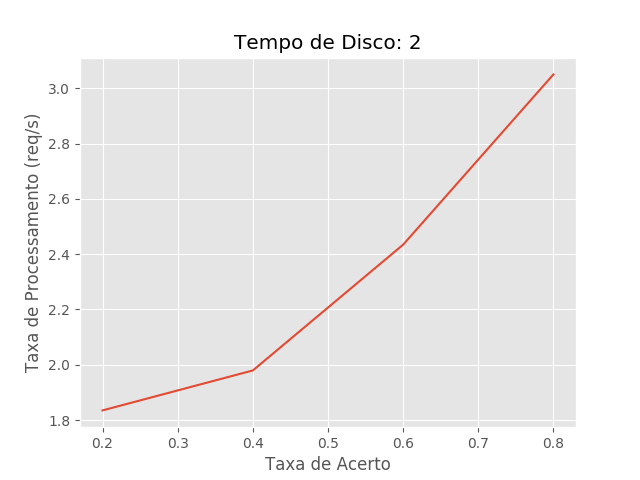 Tempo de Disco: 2
Taxa de Processamento (req/s)
3.0
2.8
2.6
2.4
2.2
2.0
1.8
0.2 0.3 0.4 0.5 0.6 0.7 0.8
Taxa de Acerto